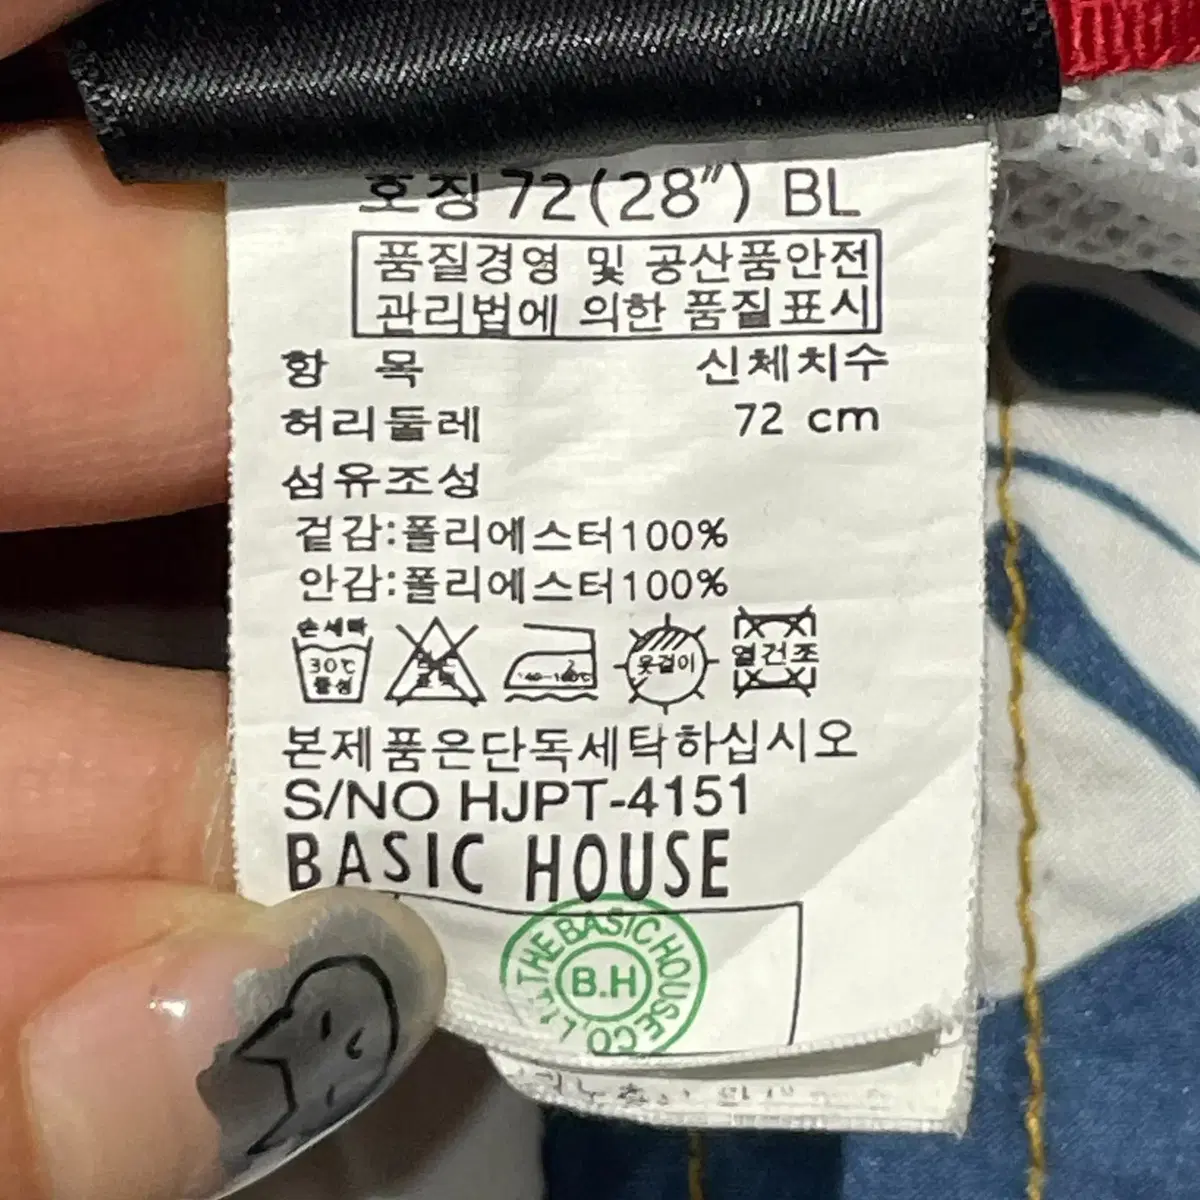 호칭 72(28") BL
품질경영 및 공산품안전
관리법에 의한 품질표시
항 목 신체치수
허리둘레 72 cm
섬유조성
겉감:폴리에스터100%
안감:폴리에스터100%
손세탁
30℃
중성
옷걸이
열건조
본제품은단독세탁하십시오
S/NO HJPT-4151
BASIC HOUSE
THE BASIC HOUSE CO., LTD
B.H